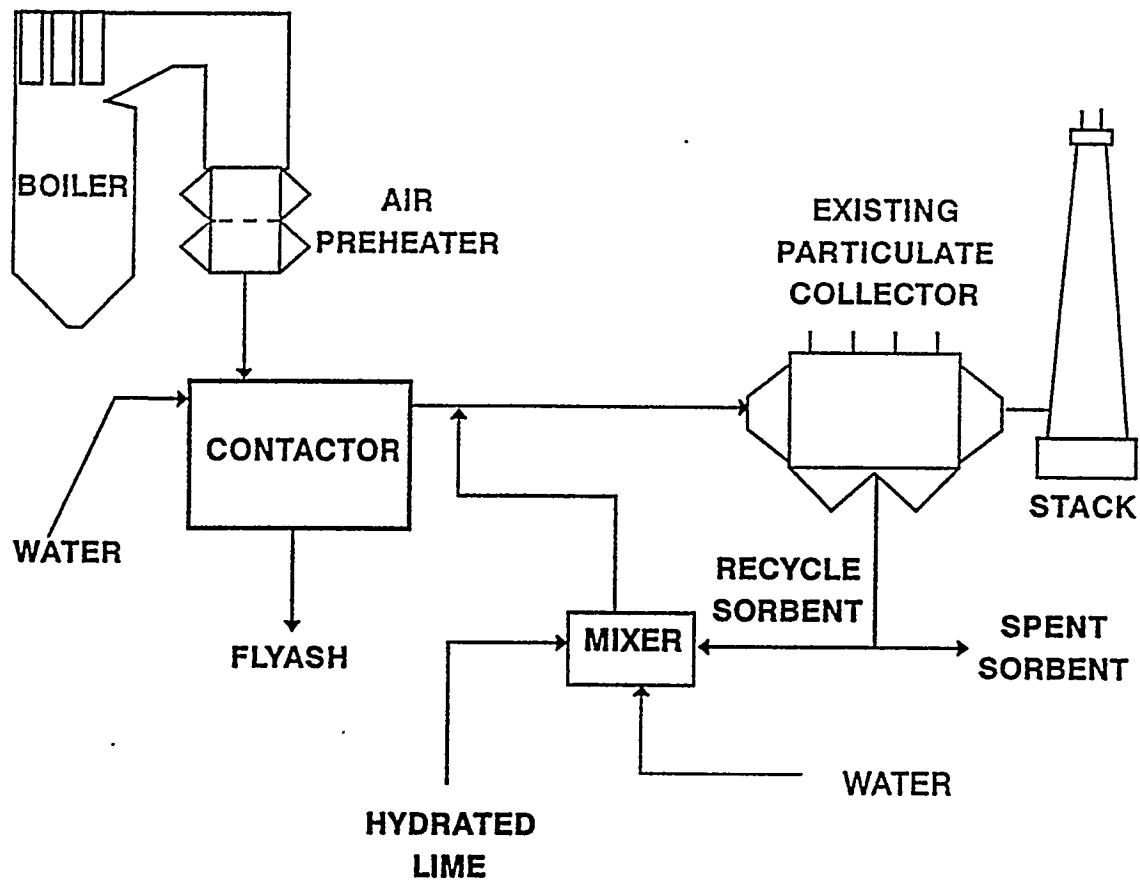 BOILER
AIR
PREHEATER
EXISTING
PARTICULATE
COLLECTOR
CONTACTOR
WATER
STACK
FLYASH
RECYCLE
SORBENT
MIXER
SPENT
SORBENT
WATER
HYDRATED
LIME